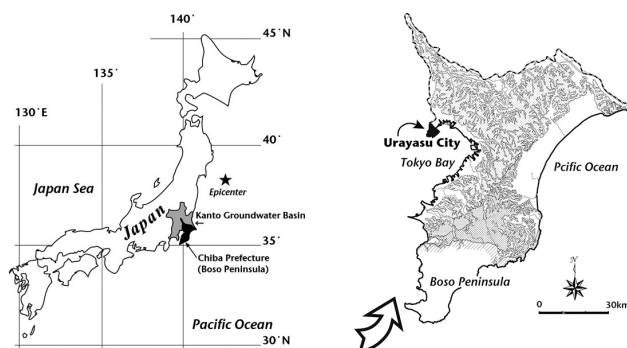 140˚
45˚N
135˚
130˚E
40˚
Japan Sea
Epicenter
Japan
Kanto Groundwater Basin
35˚
Chiba Prefecture
(Boso Peninsula)
Pacific Ocean
30˚N
Urayasu City
Tokyo Bay
Pcific Ocean
Boso Peninsula
N
0 30km